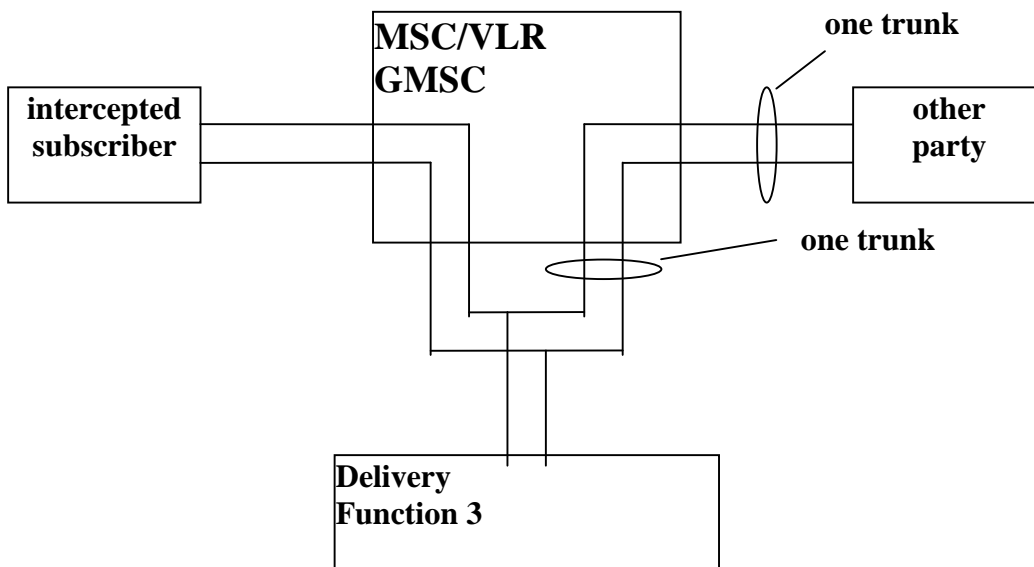 MSC/VLR
GMSC
one trunk
intercepted
subscriber
other
party
one trunk
Delivery
Function 3